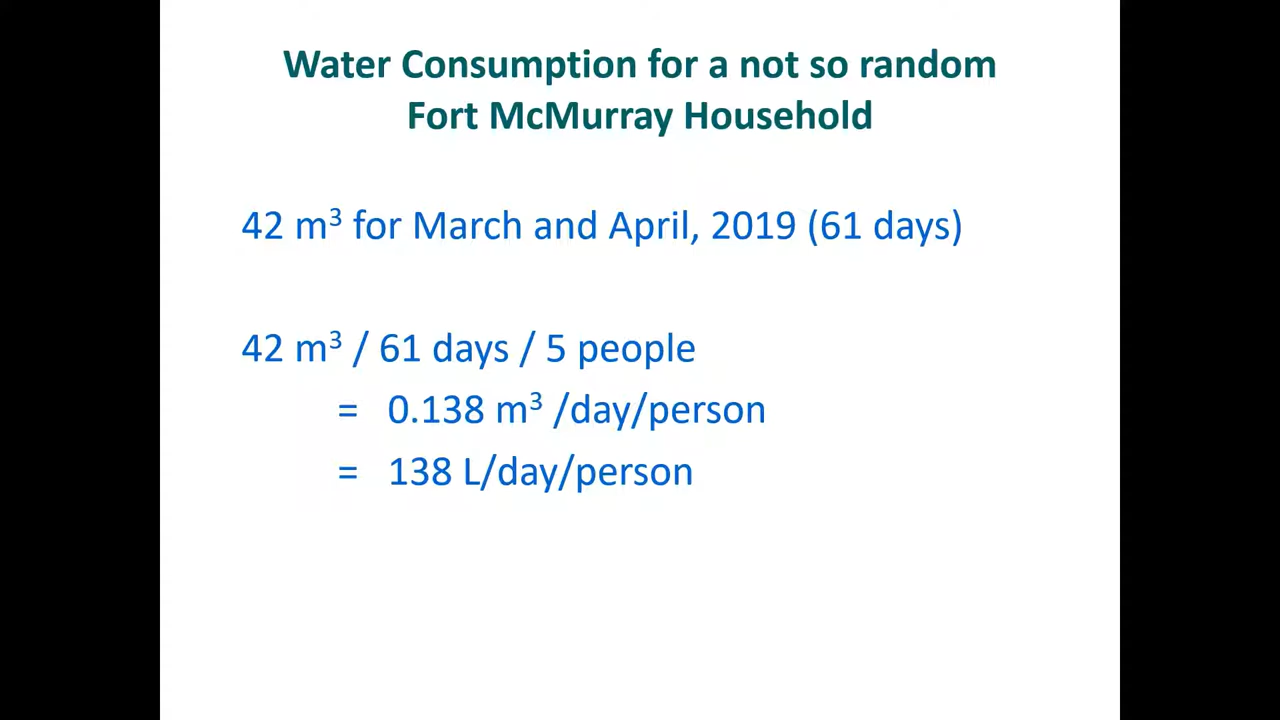 Water Consumption for a not so random
Fort McMurray Household
42 m³ for March and April, 2019 (61 days)
42 m³ / 61 days / 5 people
= 0.138 m³ /day/person
= 138 L/day/person